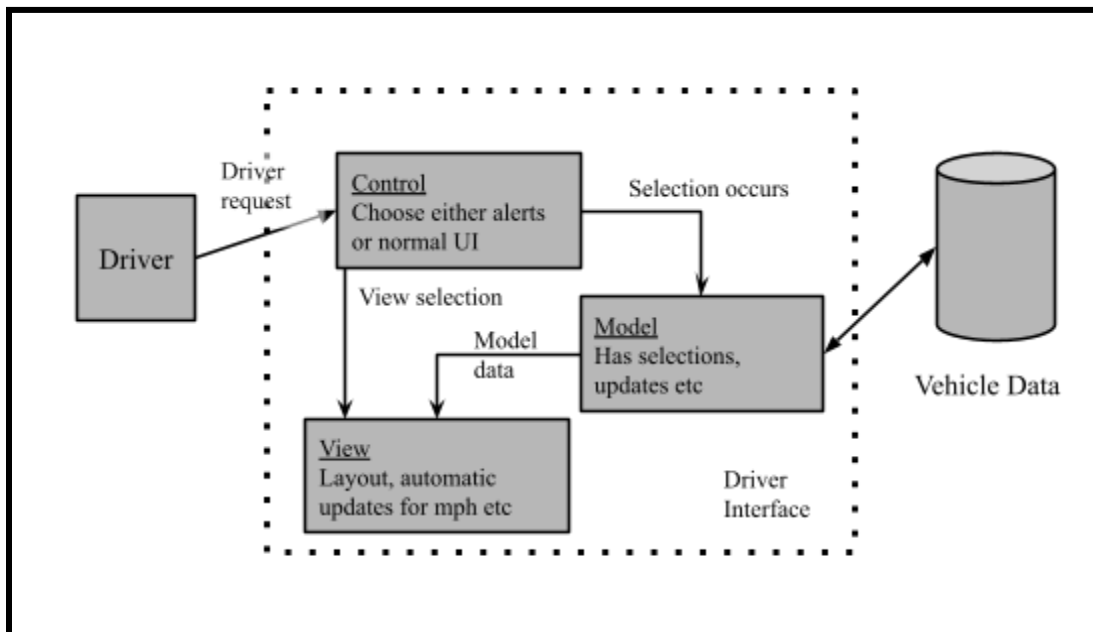 Driver
request
Driver
Control
Choose either alerts
or normal UI
Selection occurs
View selection
Model
data
Model
Has selections,
updates etc
Vehicle Data
View
Layout, automatic
updates for mph etc
Driver
Interface